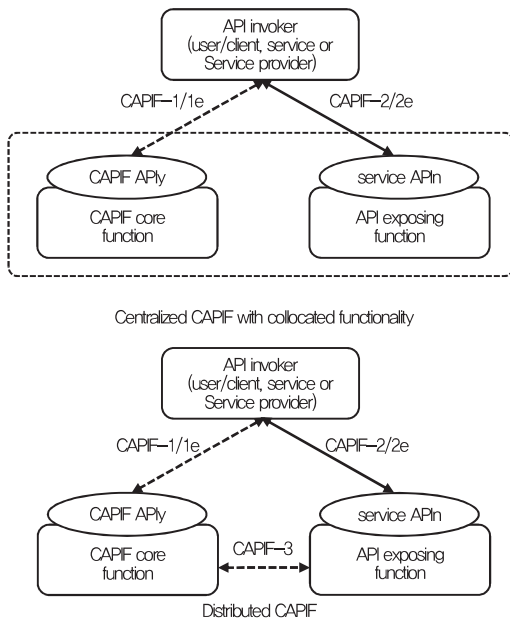 API invoker
(user/client, service or
Service provider)
CAPIF-1/1e
CAPIF-2/2e
CAPIF APIy
service APIn
CAPIF core
function
API exposing
function
Centralized CAPIF with collocated functionality
API invoker
(user/client, service or
Service provider)
CAPIF-1/1e
CAPIF-2/2e
CAPIF APIy
service APIn
CAPIF core
function
CAPIF-3
API exposing
function
Distributed CAPIF